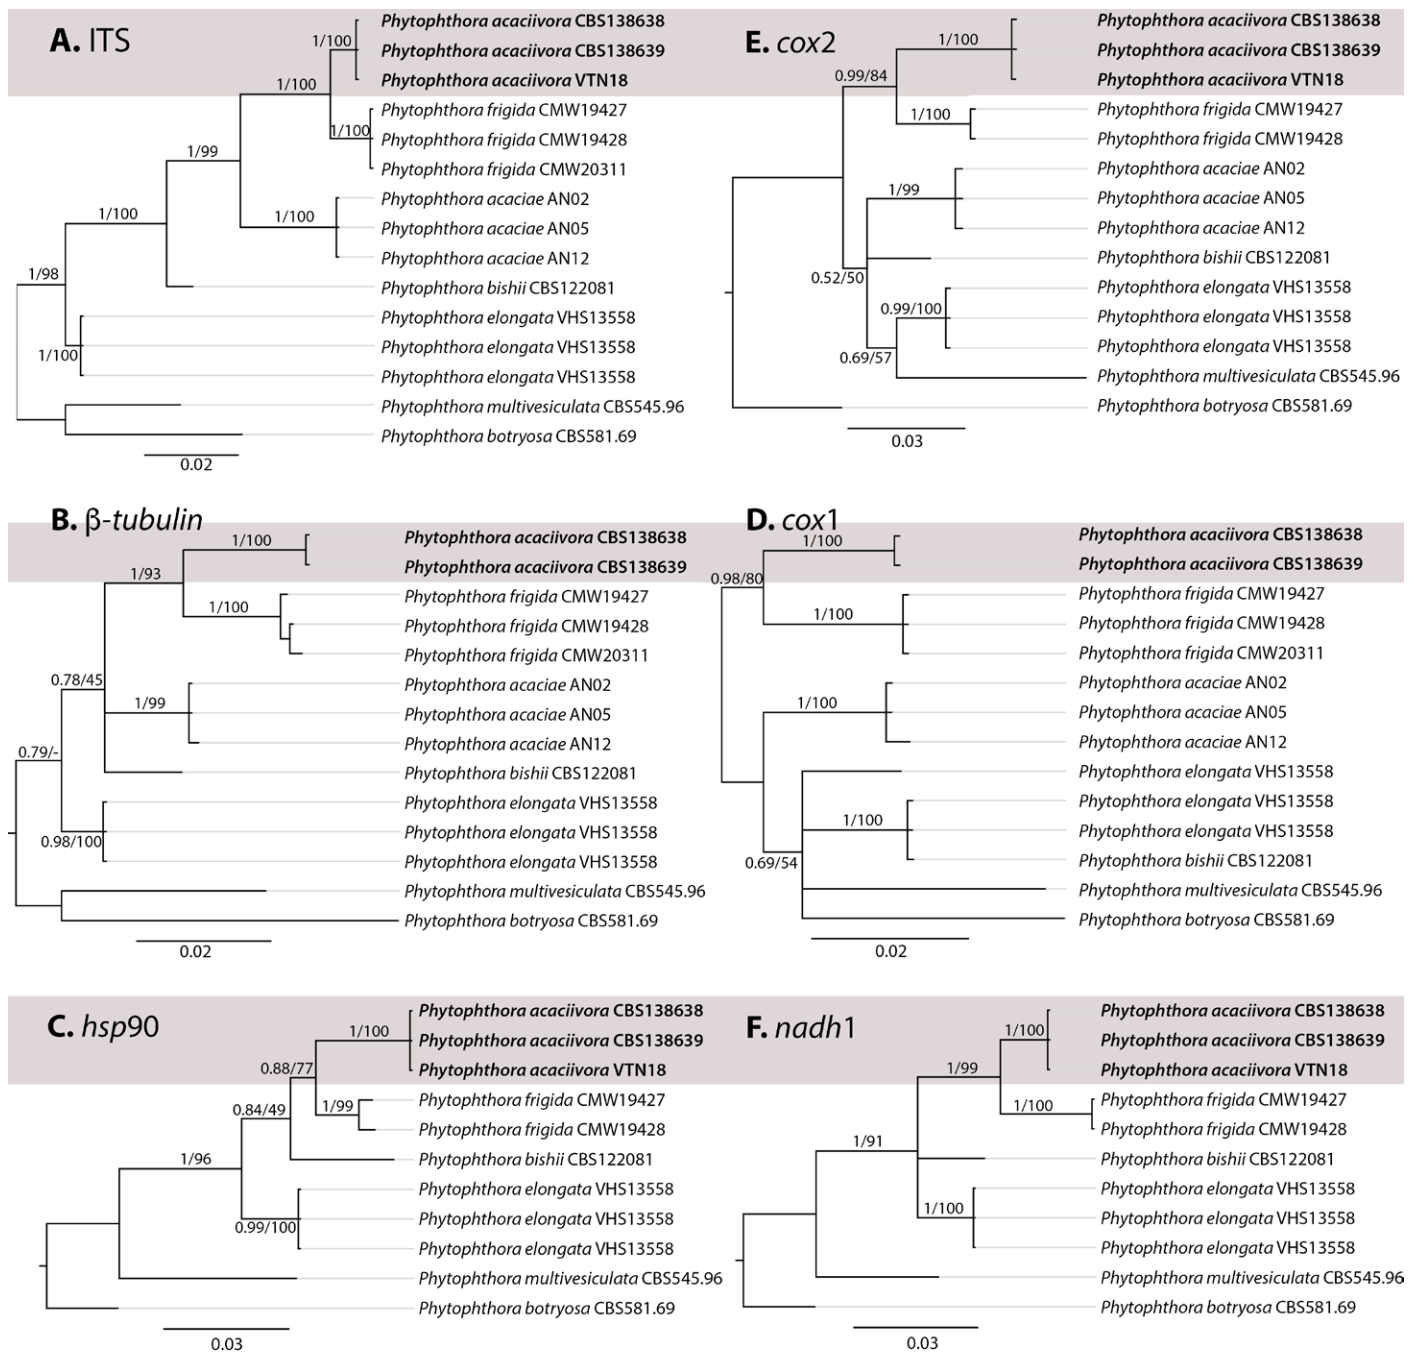 A. ITS
1/100
Phytophthora acaciivora CBS138638
Phytophthora acaciivora CBS138639
Phytophthora acaciivora VTN18
1/100
Phytophthora frigida CMW19427
1/100
Phytophthora frigida CMW19428
Phytophthora frigida CMW20311
1/99
Phytophthora acaciae AN02
1/100
Phytophthora acaciae AN05
1/100
Phytophthora acaciae AN12
1/98
Phytophthora bishii CBS122081
Phytophthora elongata VHS13558
1/100
Phytophthora elongata VHS13558
Phytophthora elongata VHS13558
Phytophthora multivesiculata CBS545.96
Phytophthora botryosa CBS581.69
0.02
E. cox2
1/100
Phytophthora acaciivora CBS138638
Phytophthora acaciivora CBS138639
0.99/84
Phytophthora acaciivora VTN18
Phytophthora frigida CMW19427
1/100
Phytophthora frigida CMW19428
Phytophthora acaciae AN02
1/99
Phytophthora acaciae AN05
Phytophthora acaciae AN12
Phytophthora bishii CBS122081
0.52/50
Phytophthora elongata VHS13558
0.99/100
Phytophthora elongata VHS13558
Phytophthora elongata VHS13558
0.69/57
Phytophthora multivesiculata CBS545.96
Phytophthora botryosa CBS581.69
0.03
B. β-tubulin
1/100
Phytophthora acaciivora CBS138638
Phytophthora acaciivora CBS138639
1/93
Phytophthora frigida CMW19427
1/100
Phytophthora frigida CMW19428
Phytophthora frigida CMW20311
0.78/45
Phytophthora acaciae AN02
1/99
Phytophthora acaciae AN05
Phytophthora acaciae AN12
0.79/-
Phytophthora bishii CBS122081
Phytophthora elongata VHS13558
0.98/100
Phytophthora elongata VHS13558
Phytophthora elongata VHS13558
Phytophthora multivesiculata CBS545.96
Phytophthora botryosa CBS581.69
0.02
D. cox1
1/100
Phytophthora acaciivora CBS138638
Phytophthora acaciivora CBS138639
0.98/80
Phytophthora frigida CMW19427
1/100
Phytophthora frigida CMW19428
Phytophthora frigida CMW20311
Phytophthora acaciae AN02
1/100
Phytophthora acaciae AN05
Phytophthora acaciae AN12
Phytophthora elongata VHS13558
Phytophthora elongata VHS13558
1/100
Phytophthora elongata VHS13558
0.69/54
Phytophthora bishii CBS122081
Phytophthora multivesiculata CBS545.96
Phytophthora botryosa CBS581.69
0.02
C. hsp90
Phytophthora acaciivora CBS138638
1/100
Phytophthora acaciivora CBS138639
0.88/77
Phytophthora acaciivora VTN18
Phytophthora frigida CMW19427
0.84/49
1/99
Phytophthora frigida CMW19428
1/96
Phytophthora bishii CBS122081
Phytophthora elongata VHS13558
0.99/100
Phytophthora elongata VHS13558
Phytophthora elongata VHS13558
Phytophthora multivesiculata CBS545.96
Phytophthora botryosa CBS581.69
0.03
F. nadh1
Phytophthora acaciivora CBS138638
1/100
Phytophthora acaciivora CBS138639
1/99
Phytophthora acaciivora VTN18
Phytophthora frigida CMW19427
1/100
Phytophthora frigida CMW19428
1/91
Phytophthora bishii CBS122081
Phytophthora elongata VHS13558
1/100
Phytophthora elongata VHS13558
Phytophthora elongata VHS13558
Phytophthora multivesiculata CBS545.96
Phytophthora botryosa CBS581.69
0.03